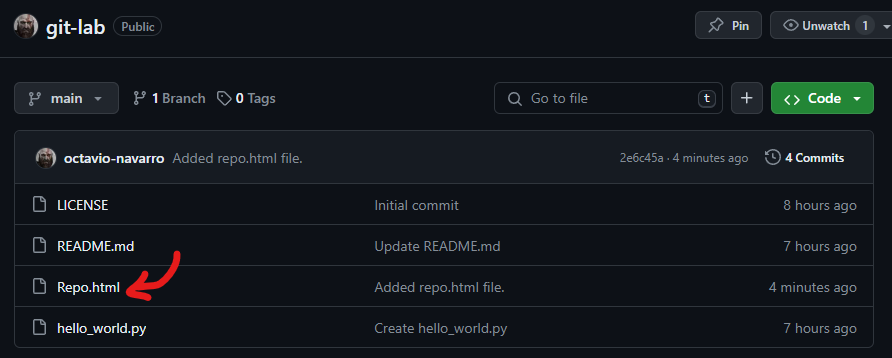 git-lab Public Pin Unwatch 1
main 1 Branch 0 Tags Go to file t + Code
octavio-navarro Added repo.html file. 2e6c45a · 4 minutes ago 4 Commits
LICENSE Initial commit 8 hours ago
README.md Update README.md 7 hours ago
Repo.html Added repo.html file. 4 minutes ago
hello_world.py Create hello_world.py 7 hours ago